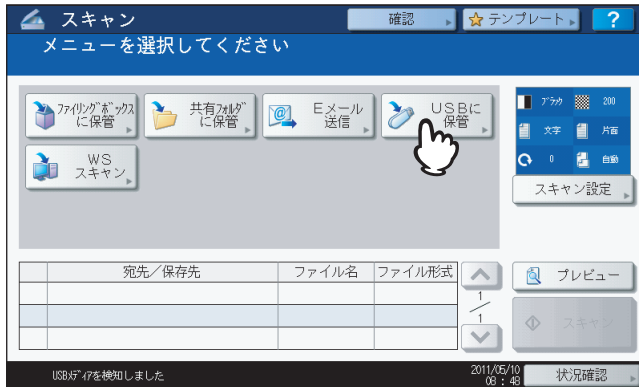 スキャン
確認
テンプレート
?
メニューを選択してください
ファイリングボックス
に保管
共有フォルダ
に保管
Eメール
送信
USBに
保管
WS
スキャン
ブラック
200
文字
片面
0
自動
スキャン設定
宛先/保存先
ファイル名
ファイル形式
1
1
プレビュー
スキャン
USBメディアを検知しました
2011/05/10
08:48
状況確認